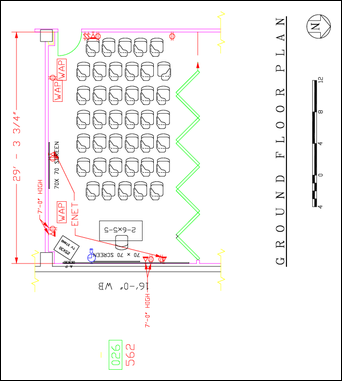 GROUND FLOOR PLAN
N
12
8
4
0
4
29' - 3 3/4"
WAP
WAP
70X 70 SCREEN
7'-0" HIGH
WAP
ENET
2-6x5-5
70 x 70 SCREEN
16'-0" WB
7'-0" HIGH
026
562